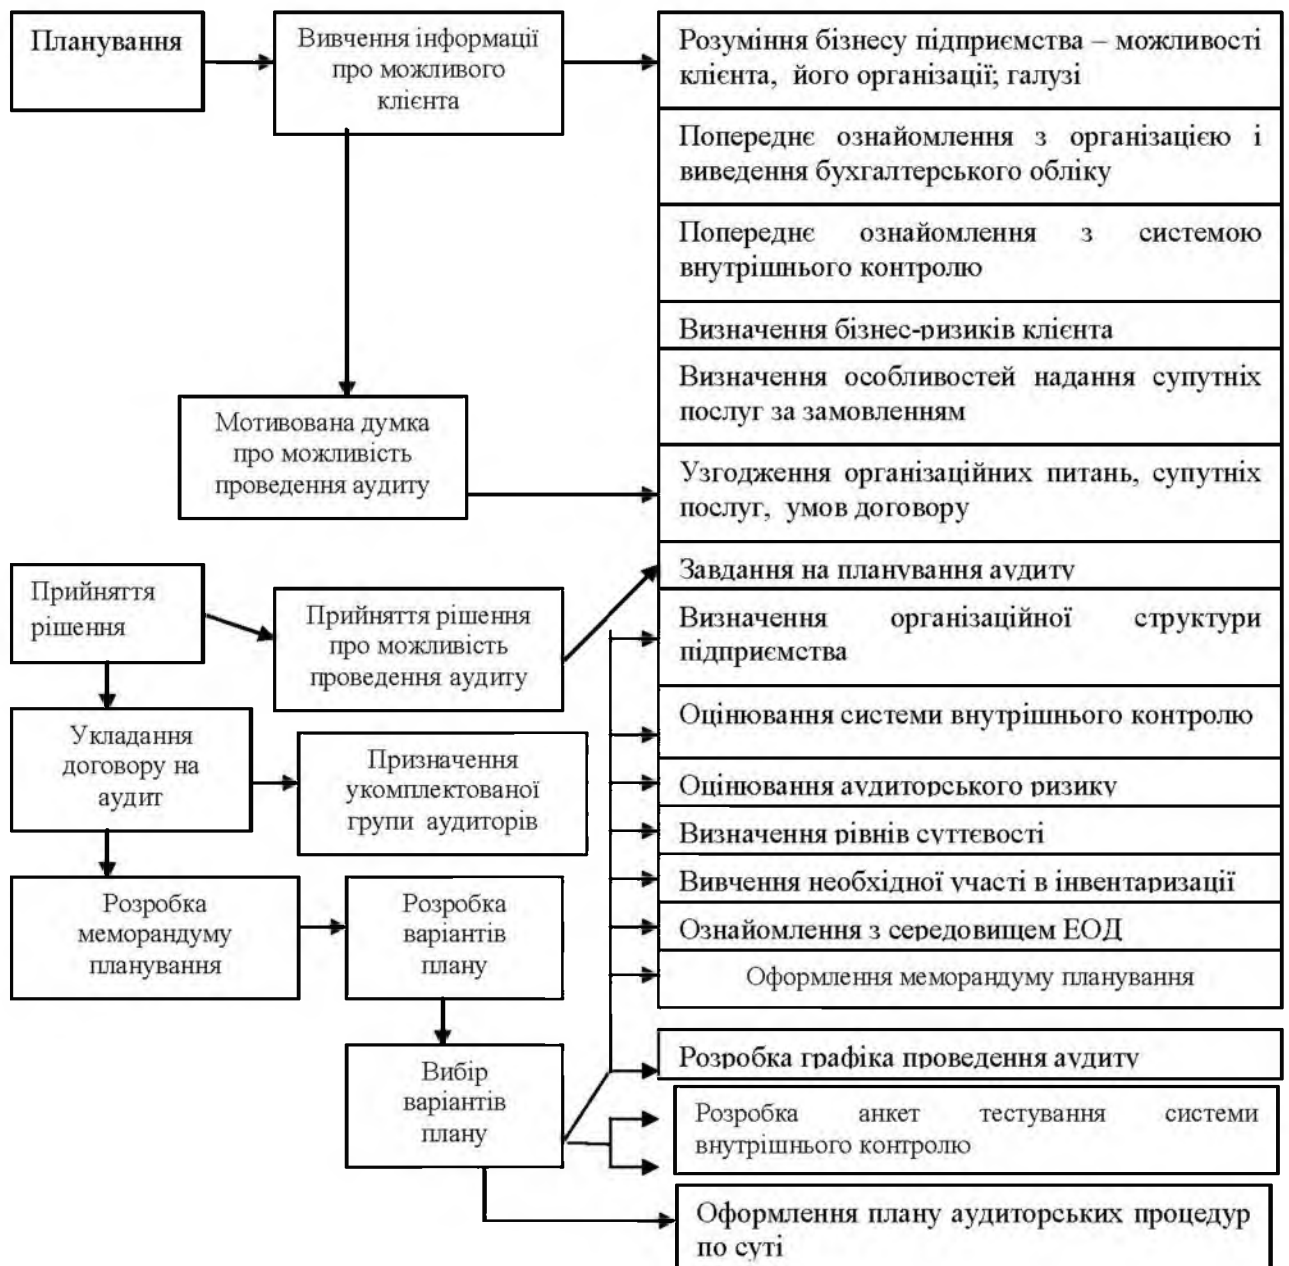 Планування
Вивчення інформації
про можливого
клієнта
Розуміння бізнесу підприємства – можливості
клієнта, його організації; галузі
Попереднє ознайомлення з організацією і
виведення бухгалтерського обліку
Попереднє ознайомлення з системою
внутрішнього контролю
Визначення бізнес-ризиків клієнта
Визначення особливостей надання супутніх
послуг за замовленням
Мотивована думка
про можливість
проведення аудиту
Узгодження організаційних питань, супутніх
послуг, умов договору
Завдання на планування аудиту
Прийняття
рішення
Прийняття рішення
про можливість
проведення аудиту
Визначення організаційної структури
підприємства
Оцінювання системи внутрішнього контролю
Укладання
договору на
аудит
Призначення
укомплектованої
групи аудиторів
Оцінювання аудиторського ризику
Визначення рівнів суттєвості
Вивчення необхідної участі в інвентаризації
Розробка
меморандуму
планування
Розробка
варіантів
плану
Ознайомлення з середовищем ЕОД
Оформлення меморандуму планування
Вибір
варіантів
плану
Розробка графіка проведення аудиту
Розробка анкет тестування системи
внутрішнього контролю
Оформлення плану аудиторських процедур
по суті